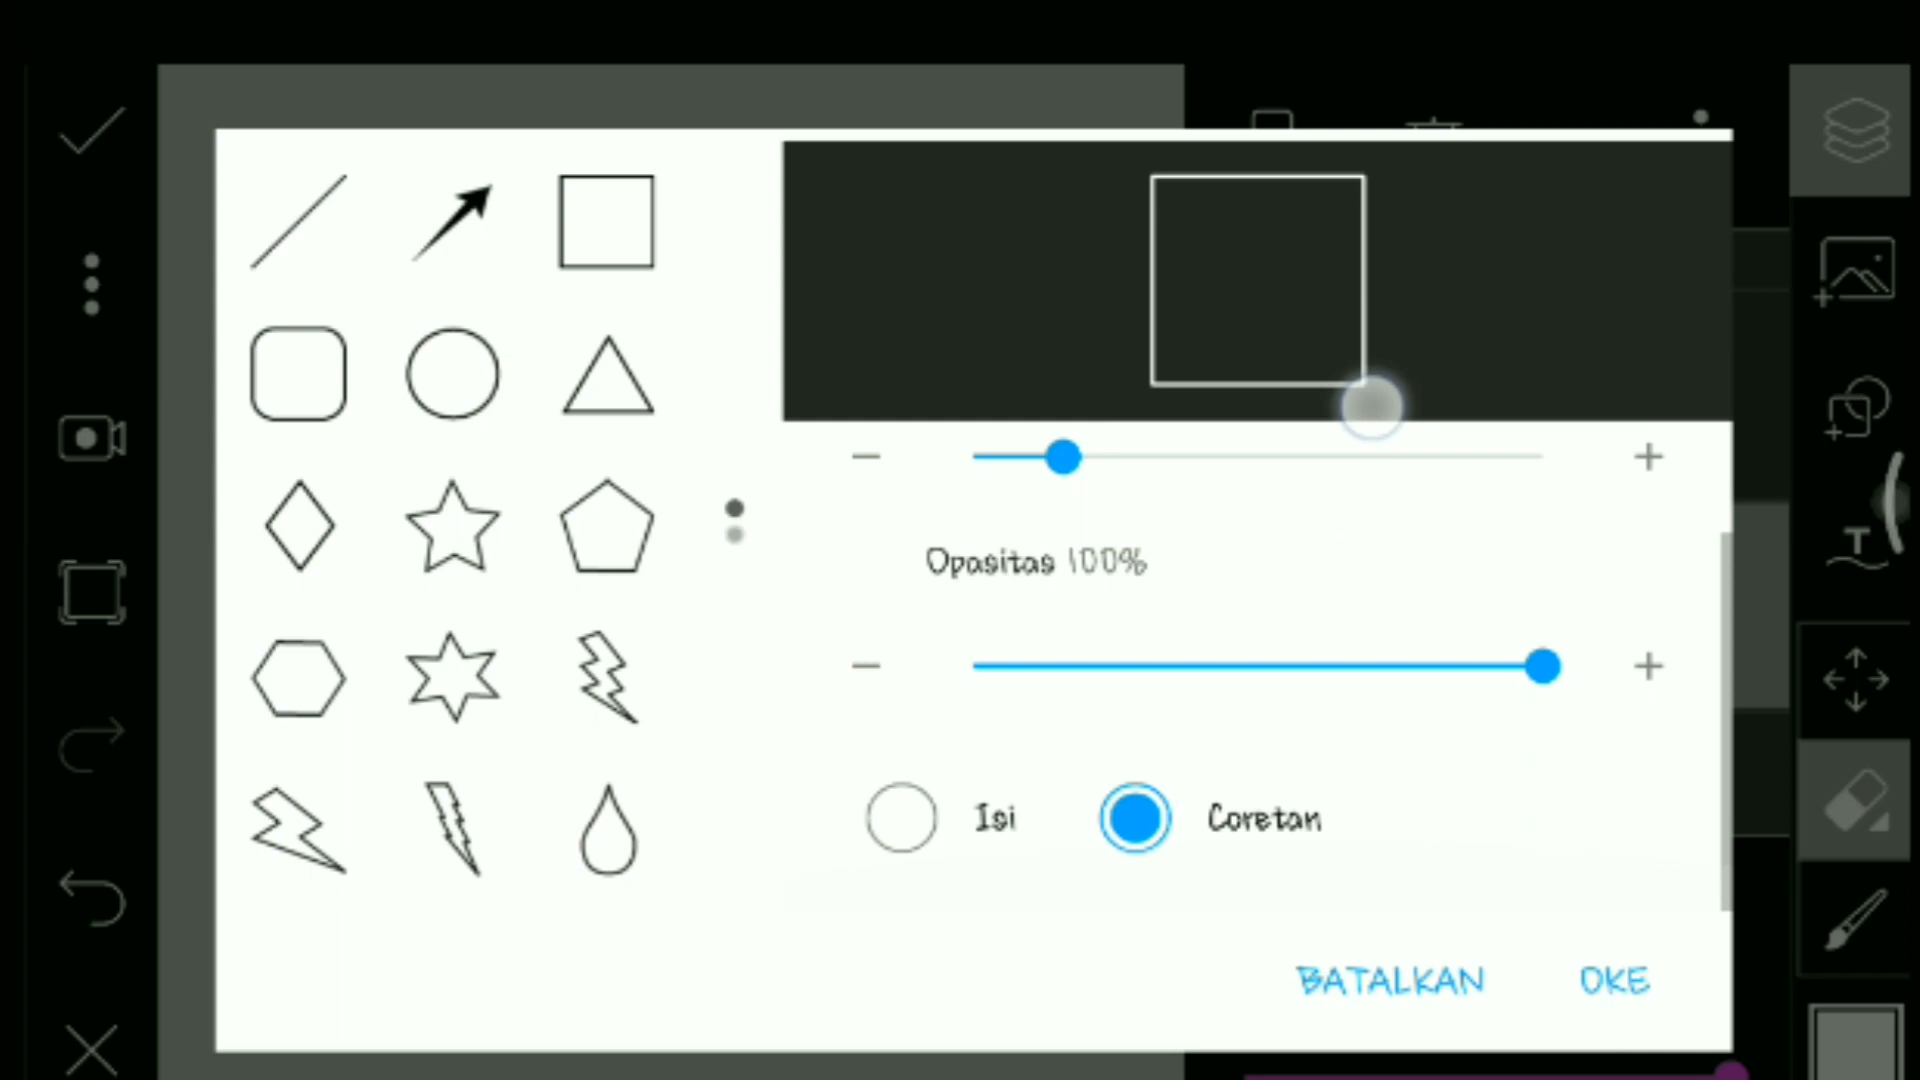 Opasitas 100%
Isi
Coretan
BATALKAN
OKE
T